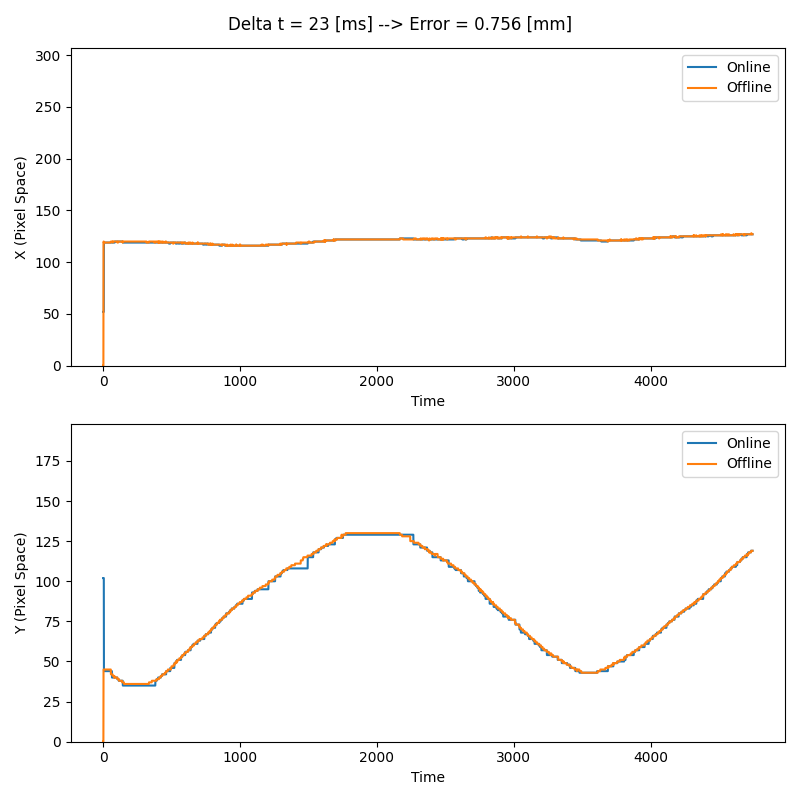 Delta t = 23 [ms] --> Error = 0.756 [mm]
300
250
200
150
100
50
0
X (Pixel Space)
Online
Offline
0 1000 2000 3000 4000
Time
175
150
125
100
75
50
25
0
Y (Pixel Space)
Online
Offline
0 1000 2000 3000 4000
Time